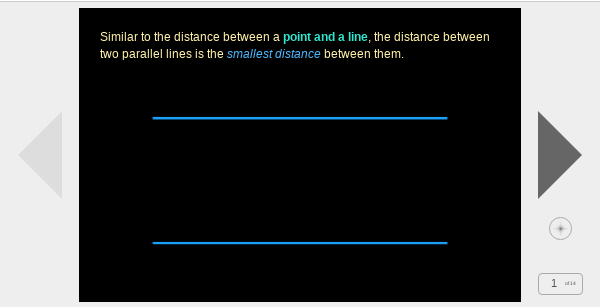 Similar to the distance between a point and a line, the distance between
two parallel lines is the smallest distance between them.
1 of 14